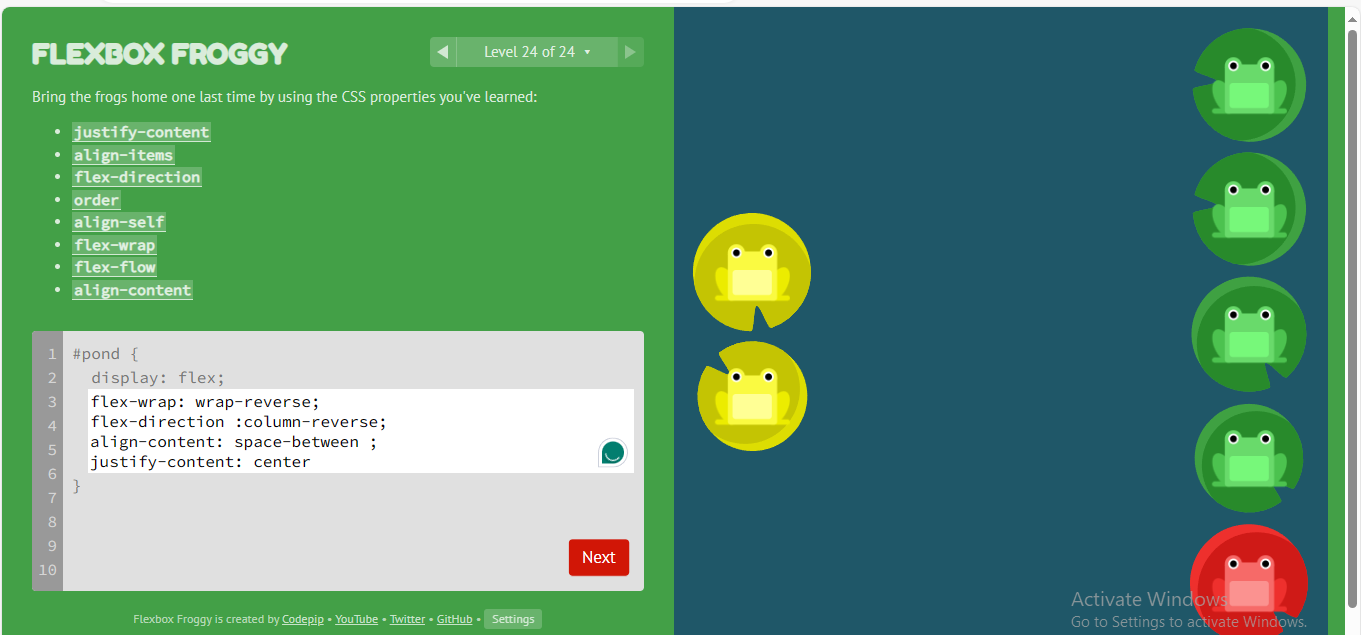 FLEXBOX FROGGY
◀ Level 24 of 24 ▾ ▶
Bring the frogs home one last time by using the CSS properties you've learned:
• justify-content
• align-items
• flex-direction
• order
• align-self
• flex-wrap
• flex-flow
• align-content
1 #pond {
2 display: flex;
3 flex-wrap: wrap-reverse;
4 flex-direction :column-reverse;
5 align-content: space-between ;
6 justify-content: center
7 }
8
9
10
Next
Flexbox Froggy is created by Codepip • YouTube • Twitter • GitHub • Settings
Activate Windows
Go to Settings to activate Windows.